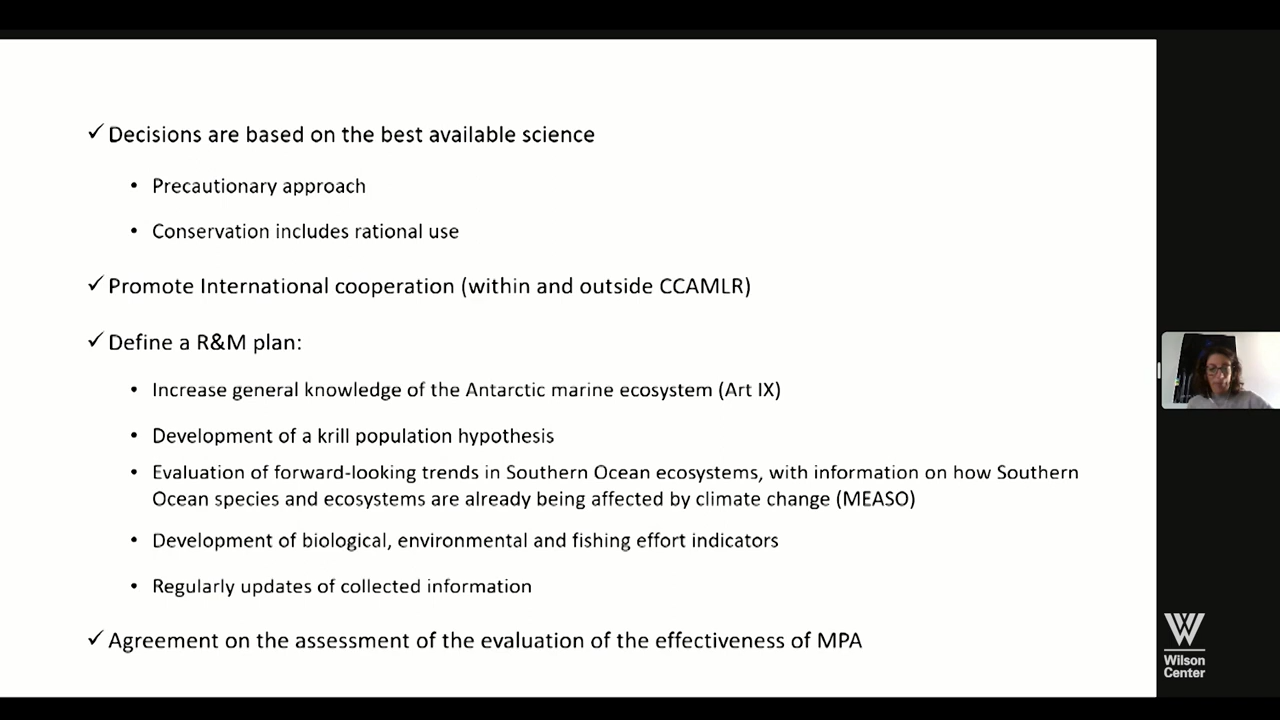 ✓ Decisions are based on the best available science
• Precautionary approach
• Conservation includes rational use
✓ Promote International cooperation (within and outside CCAMLR)
✓ Define a R&M plan:
• Increase general knowledge of the Antarctic marine ecosystem (Art IX)
• Development of a krill population hypothesis
• Evaluation of forward-looking trends in Southern Ocean ecosystems, with information on how Southern
Ocean species and ecosystems are already being affected by climate change (MEASO)
• Development of biological, environmental and fishing effort indicators
• Regularly updates of collected information
✓ Agreement on the assessment of the evaluation of the effectiveness of MPA
Wilson
Center